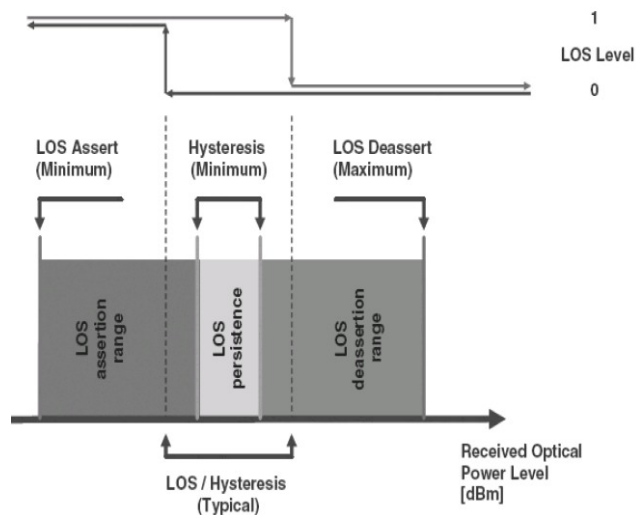 1
LOS Level
0
LOS Assert
(Minimum)
Hysteresis
(Minimum)
LOS Deassert
(Maximum)
LOS
assertion
range
LOS
persistence
LOS
deassertion
range
LOS / Hysteresis
(Typical)
Received Optical
Power Level
[dBm]